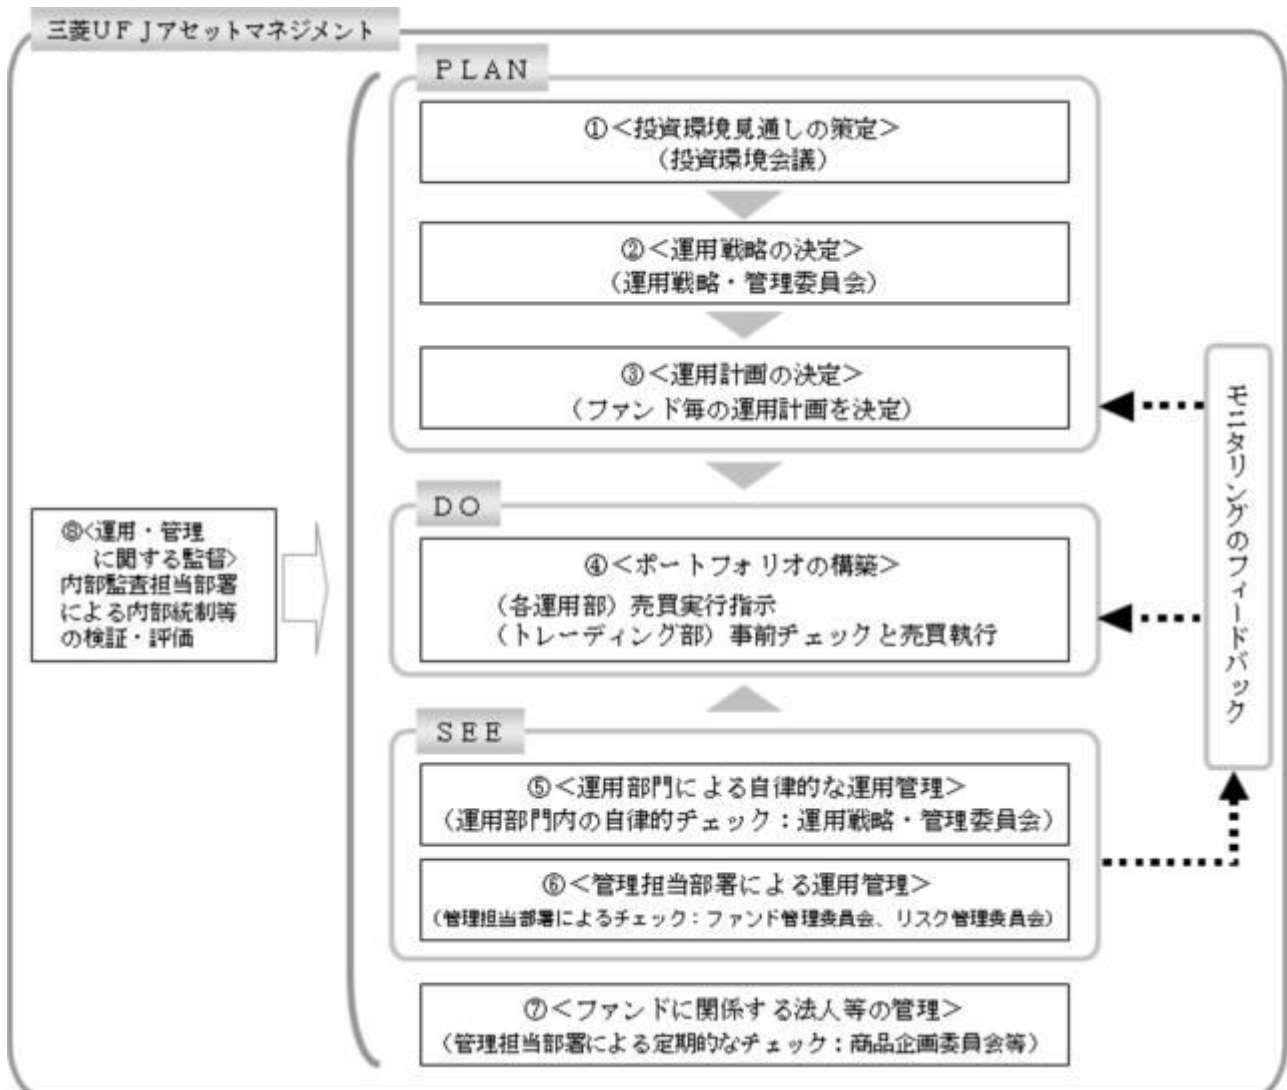 三菱ＵＦＪアセットマネジメント
ＰＬＡＮ
①＜投資環境見通しの策定＞
（投資環境会議）
②＜運用戦略の決定＞
（運用戦略・管理委員会）
③＜運用計画の決定＞
（ファンド毎の運用計画を決定）
ＤＯ
④＜ポートフォリオの構築＞
（各運用部）売買実行指示
（トレーディング部）事前チェックと売買執行
ＳＥＥ
⑤＜運用部門による自律的な運用管理＞
（運用部門内の自律的チェック：運用戦略・管理委員会）
⑥＜管理担当部署による運用管理＞
（管理担当部署によるチェック：ファンド管理委員会、リスク管理委員会）
⑦＜ファンドに関係する法人等の管理＞
（管理担当部署による定期的なチェック：商品企画委員会等）
⑧＜運用・管理
に関する監督＞
内部監査担当部署
による内部統制等
の検証・評価
モニタリングのフィードバック